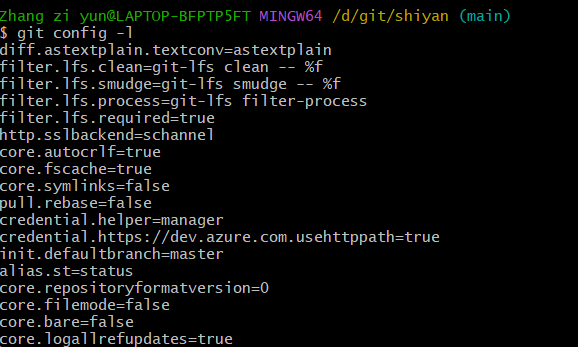 Zhang zi yun@LAPTOP-BFPTP5FT MINGW64 /d/git/shiyan (main)
$ git config -l
diff.astextplain.textconv=astextplain
filter.lfs.clean=git-lfs clean -- %f
filter.lfs.smudge=git-lfs smudge -- %f
filter.lfs.process=git-lfs filter-process
filter.lfs.required=true
http.sslbackend=schannel
core.autocrlf=true
core.fscache=true
core.symlinks=false
pull.rebase=false
credential.helper=manager
credential.https://dev.azure.com.usehttppath=true
init.defaultbranch=master
alias.st=status
core.repositoryformatversion=0
core.filemode=false
core.bare=false
core.logallrefupdates=true